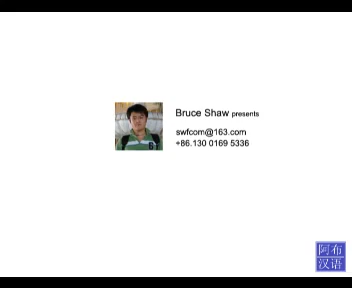 Bruce Shaw presents
swfcom@163.com
+86.130 0169 5336
阿布
汉语